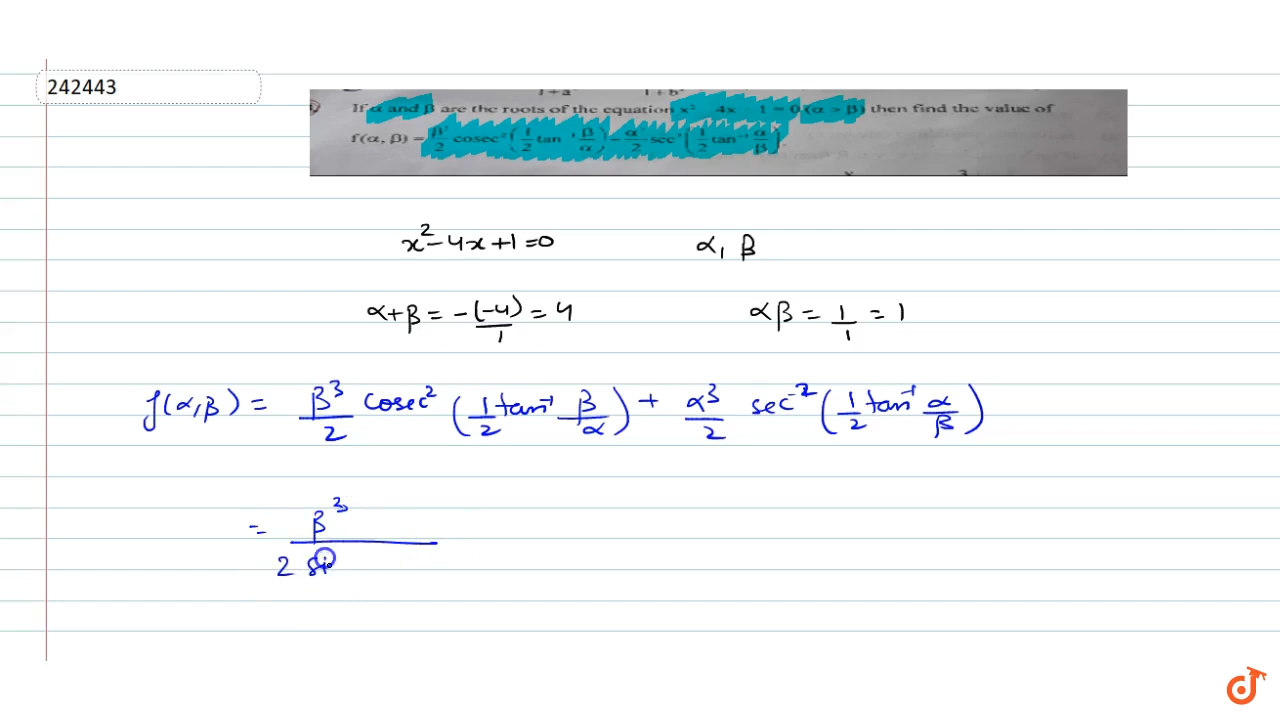 242443
1+a 1+b
If α and β are the roots of the equation x² 4x 1 = 0 (α > β) then find the value of
f(α, β) = β³/2 cosec² (1/2 tan⁻¹ β/α) α³/2 sec² (1/2 tan⁻¹ α/β)
x² - 4x + 1 = 0 α, β
α + β = -(-4)/1 = 4 αβ = 1/1 = 1
f(α, β) = β³/2 cosec² (1/2 tan⁻¹ β/α) + α³/2 sec⁻² (1/2 tan⁻¹ α/β)
= β³/2 si